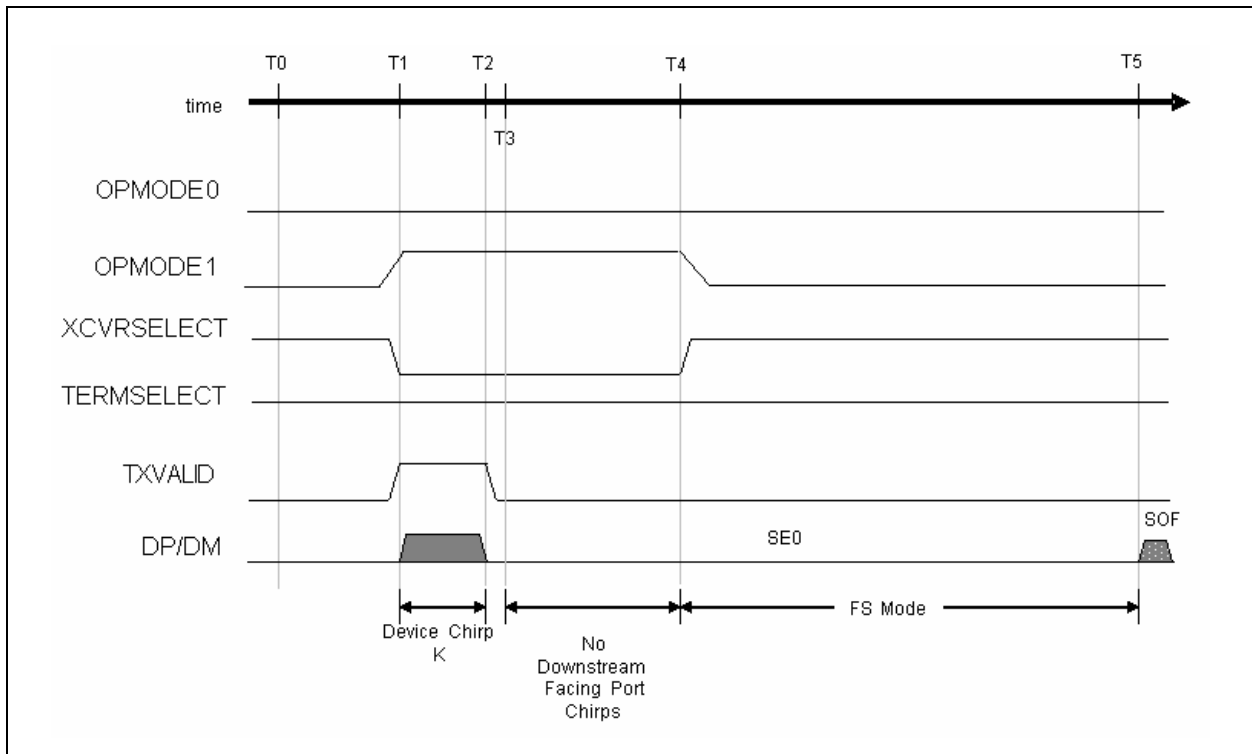 T0 T1 T2 T4 T5
time
T3
OPMODE0
OPMODE1
XCVRSELECT
TERMSELECT
TXVALID
SOF
SE0
DP/DM
FS Mode
Device Chirp
K
No
Downstream
Facing Port
Chirps